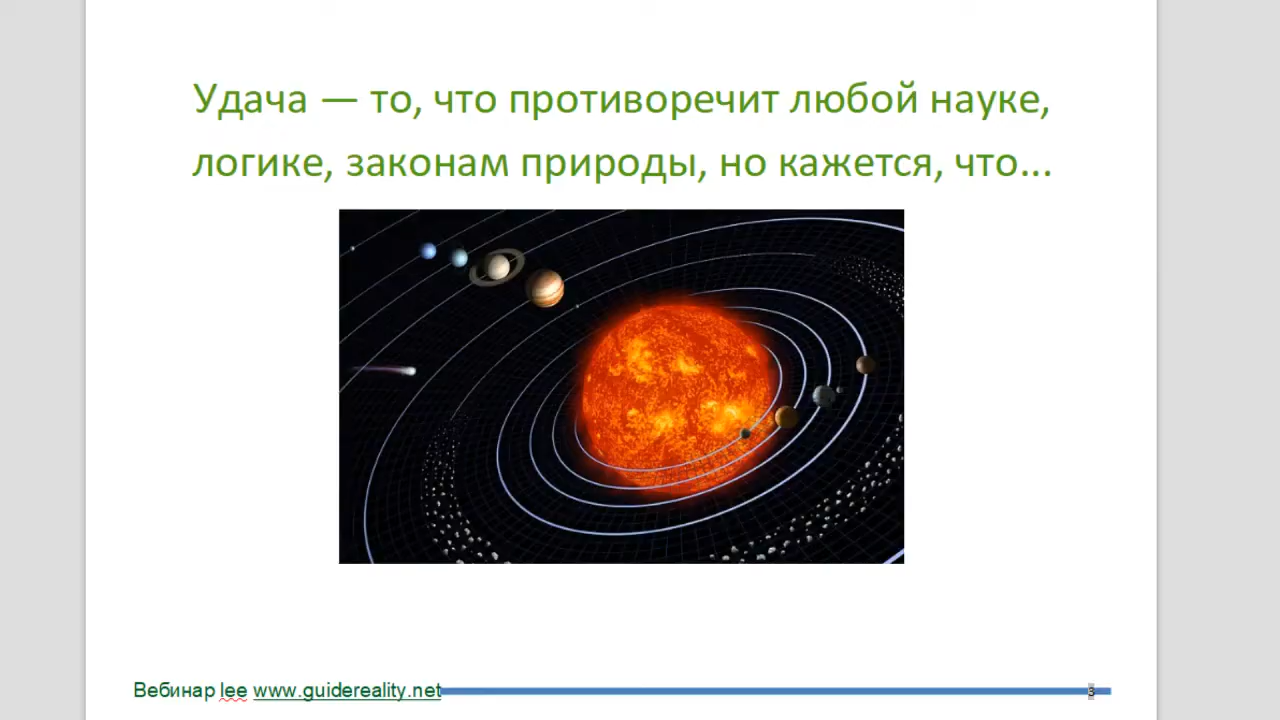 Удача — то, что противоречит любой науке,
логике, законам природы, но кажется, что...
Вебинар lee www.guidereality.net